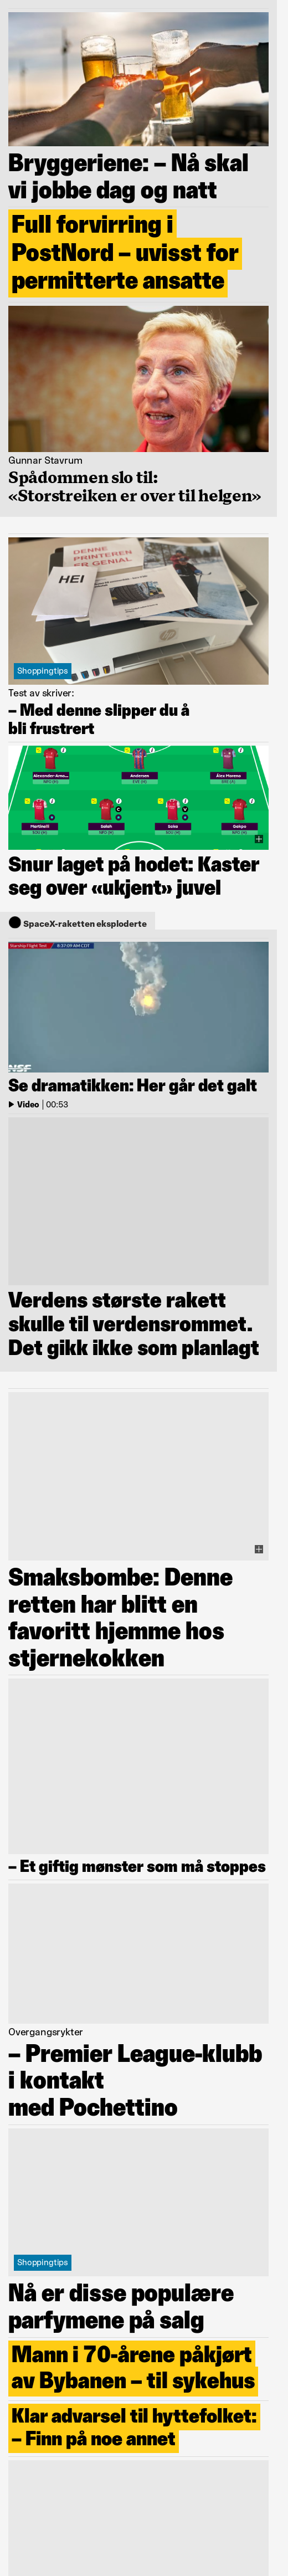 Bryggeriene: – Nå skal
vi jobbe dag og natt
Full forvirring i
PostNord – uvisst for
permitterte ansatte
Gunnar Stavrum
Spådommen slo til:
«Storstreiken er over til helgen»
DENNE
PRINTEREN
ER GENIAL
HEI
Shoppingtips
Test av skriver:
– Med denne slipper du å
bli frustrert
Alexander-Arno...
Andersen
Álex Moreno
Martinelli
Salah
Saka
Gakpo
Snur laget på hodet: Kaster
seg over «ukjent» juvel
SpaceX-raketten eksploderte
Starship Flight Test 8:37:09 AM CDT
NSF
Se dramatikken: Her går det galt
Video 00:53
Verdens største rakett
skulle til verdensrommet.
Det gikk ikke som planlagt
Smaksbombe: Denne
retten har blitt en
favoritt hjemme hos
stjernekokken
– Et giftig mønster som må stoppes
Overgangsrykter
– Premier League-klubb
i kontakt
med Pochettino
Shoppingtips
Nå er disse populære
parfymene på salg
Mann i 70-årene påkjørt
av Bybanen – til sykehus
Klar advarsel til hyttefolket:
– Finn på noe annet